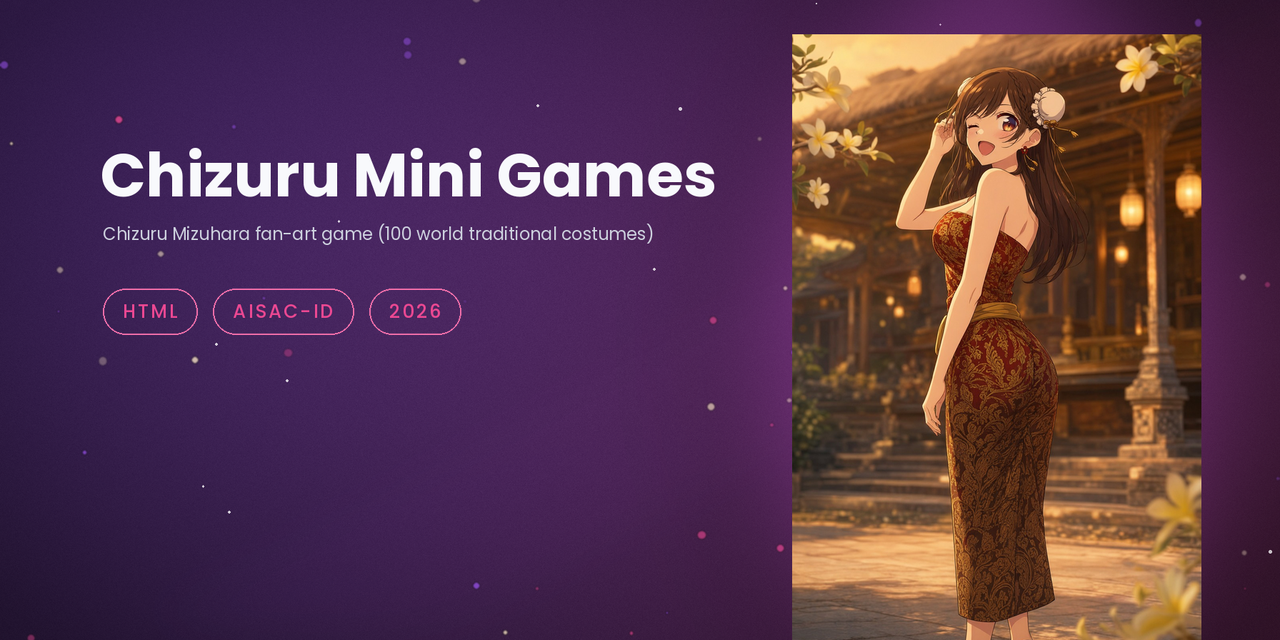 Chizuru Mini Games
Chizuru Mizuhara fan-art game (100 world traditional costumes)
HTML AISAC-ID 2026